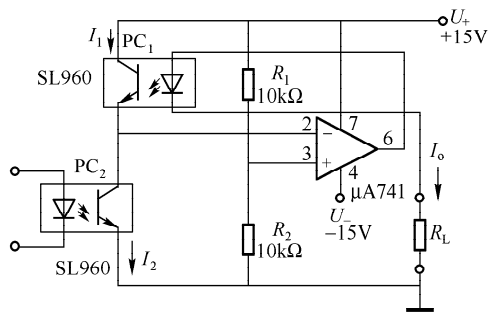 U+
+15V
I1
PC1
SL960
R1
10kΩ
2
−
7
6
3
+
4
μA741
Io
PC2
U−
−15V
R2
10kΩ
RL
I2
SL960